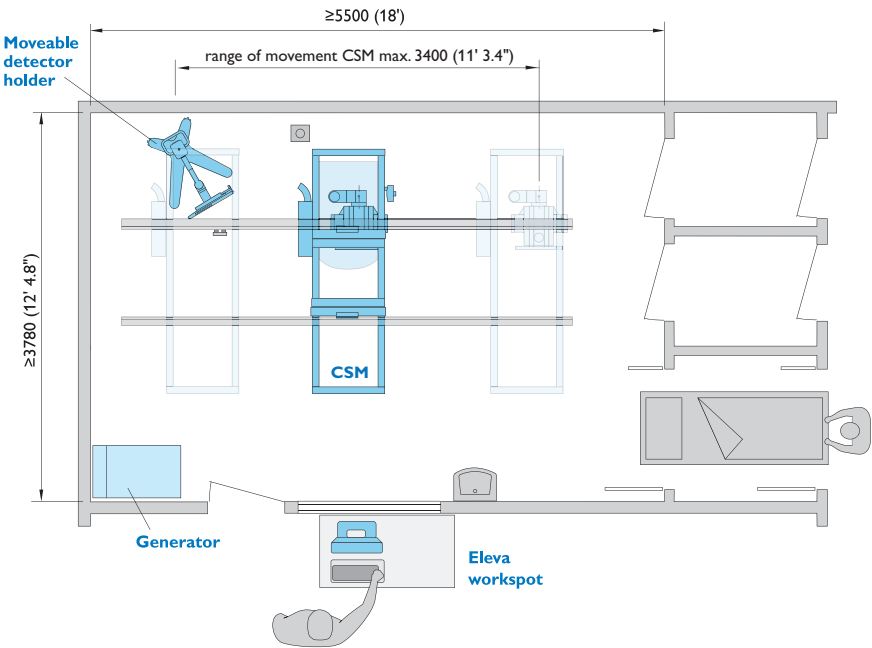 ≥5500 (18')
Moveable
detector
holder
range of movement CSM max. 3400 (11' 3.4")
≥3780 (12' 4.8")
CSM
Generator
Eleva
workspot